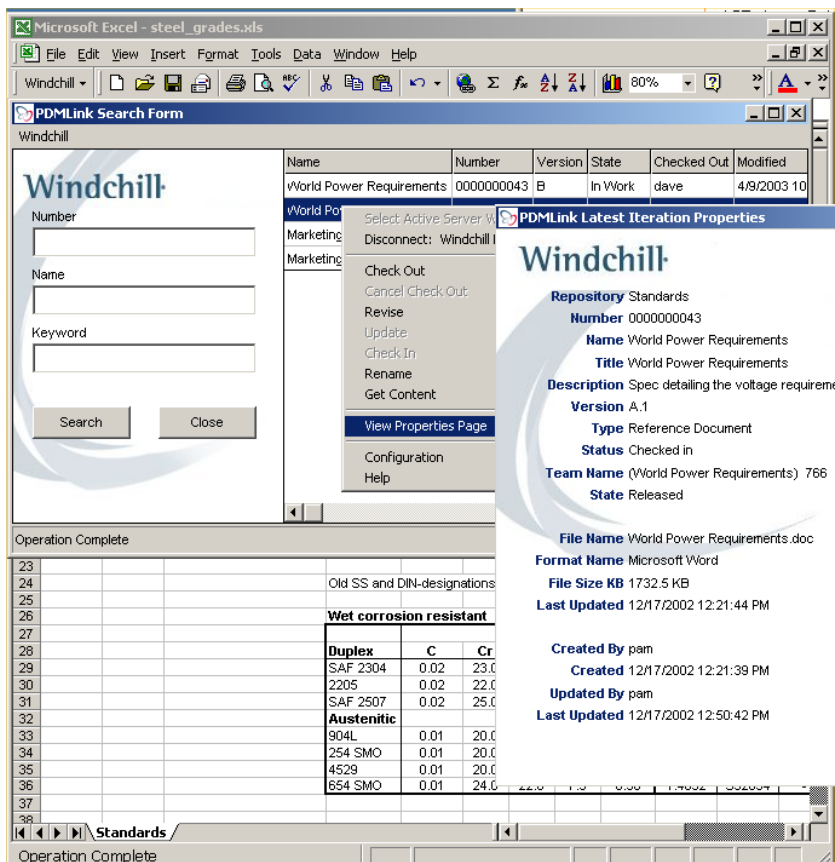 Microsoft Excel - steel_grades.xls
File Edit View Insert Format Tools Data Window Help
Windchill 80%
PDMLink Search Form
Windchill
Windchill
Number
Name
Keyword
Search Close
Name Number Version State Checked Out Modified
World Power Requirements 0000000043 B In Work dave 4/9/2003 10
World Po
Marketing
Marketing
Select Active Server W
Disconnect: Windchill
Check Out
Cancel Check Out
Revise
Update
Check In
Rename
Get Content
View Properties Page
Configuration
Help
PDMLink Latest Iteration Properties
Windchill
Repository Standards
Number 0000000043
Name World Power Requirements
Title World Power Requirements
Description Spec detailing the voltage requireme
Version A.1
Type Reference Document
Status Checked in
Team Name (World Power Requirements) 766
State Released
File Name World Power Requirements.doc
Format Name Microsoft Word
File Size KB 1732.5 KB
Last Updated 12/17/2002 12:21:44 PM
Created By pam
Created 12/17/2002 12:21:39 PM
Updated By pam
Last Updated 12/17/2002 12:50:42 PM
Operation Complete
23
24 Old SS and DIN-designations
25
26 Wet corrosion resistant
27
28 Duplex C Cr
29 SAF 2304 0.02 23.0
30 2205 0.02 22.0
31 SAF 2507 0.02 25.0
32 Austenitic
33 904L 0.01 20.0
34 254 SMO 0.01 20.0
35 4529 0.01 20.0
36 654 SMO 0.01 24.0
37
38
Standards
Operation Complete